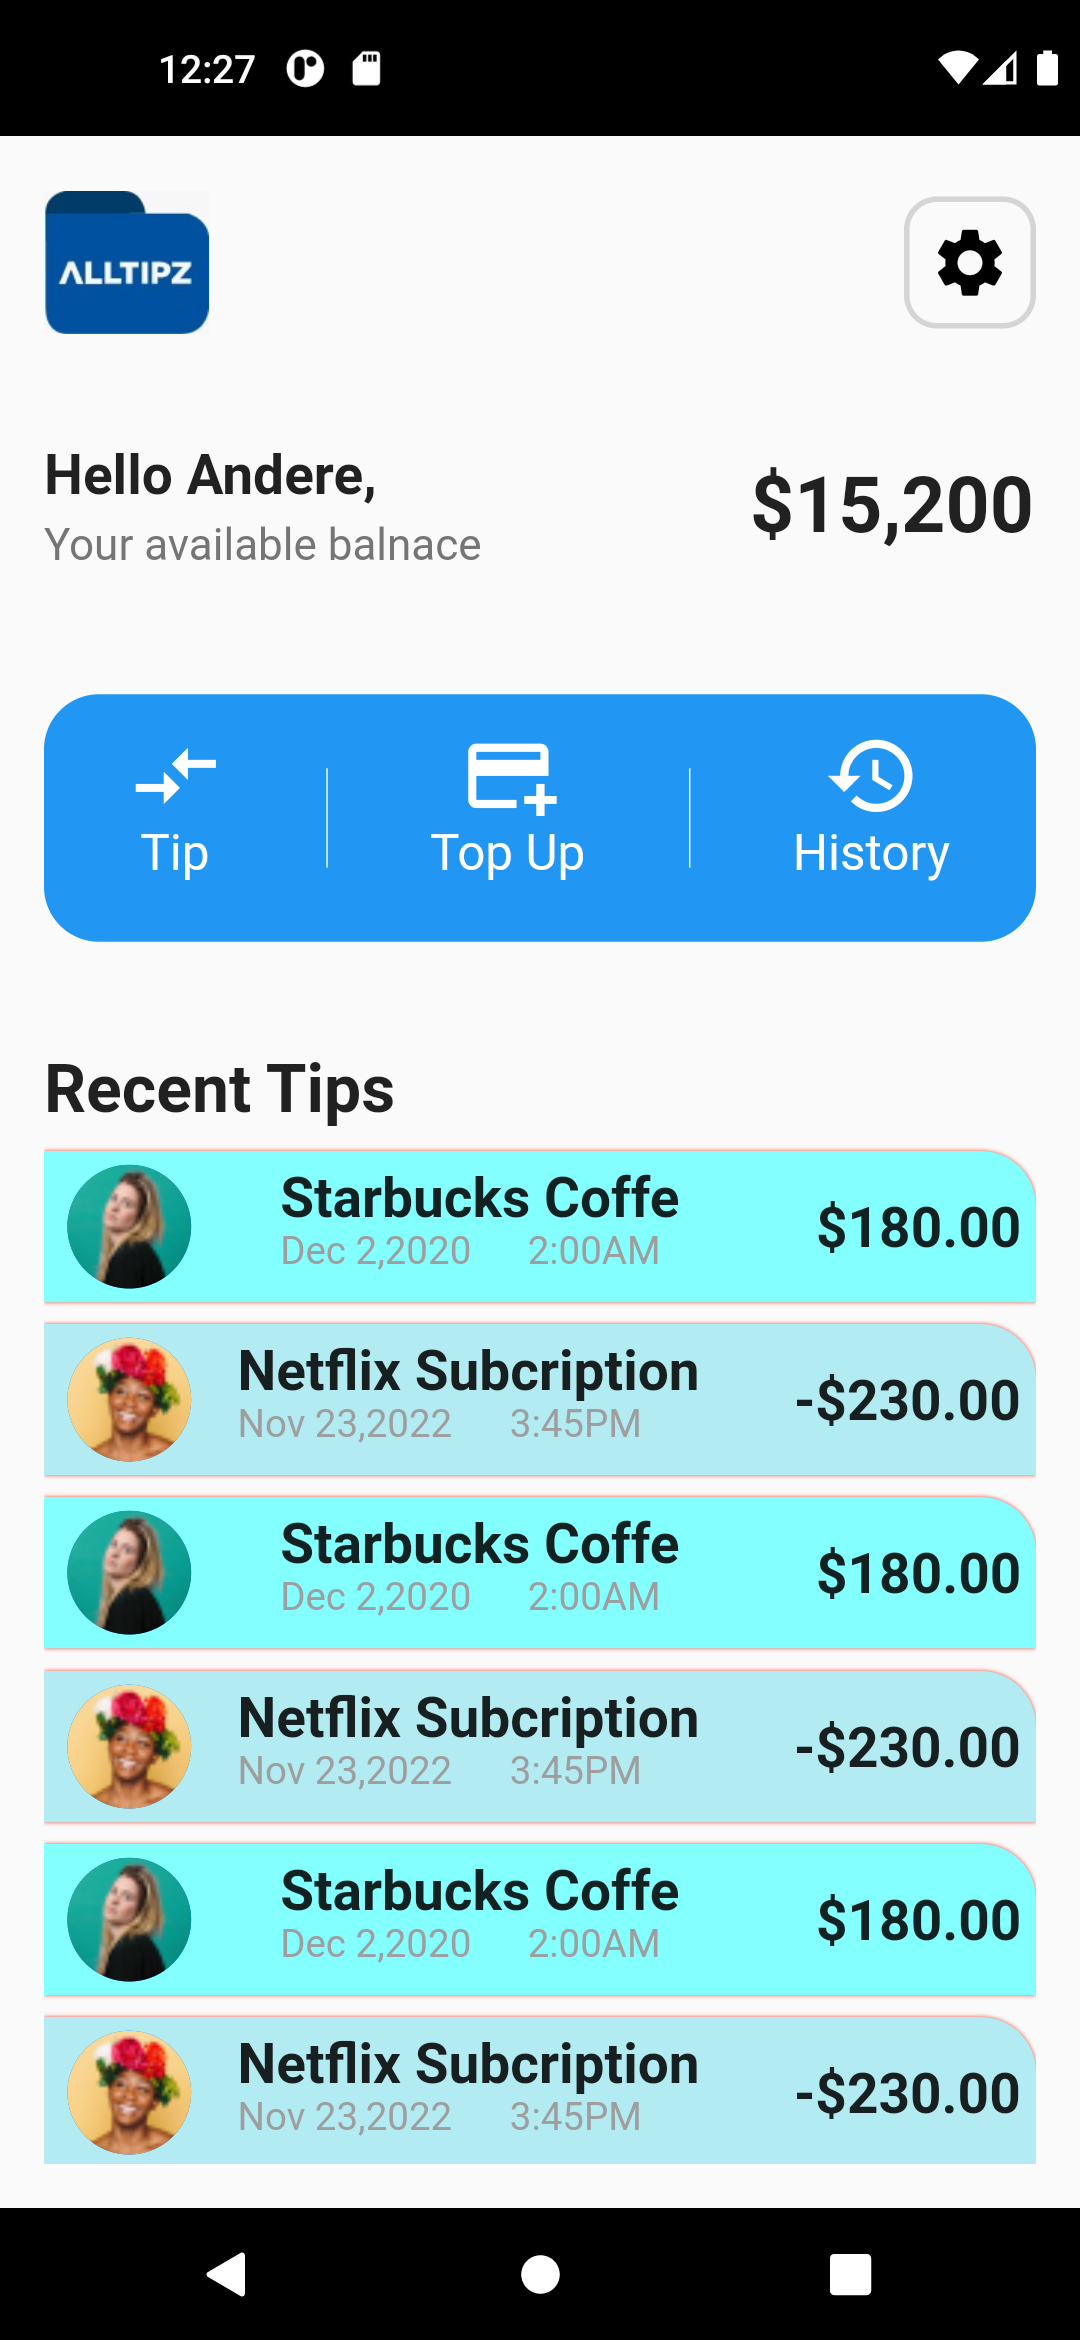 12:27
ALLTIPZ
Hello Andere,
Your available balnace
$15,200
Tip
Top Up
History
Recent Tips
Starbucks Coffe
Dec 2,2020 2:00AM
$180.00
Netflix Subcription
Nov 23,2022 3:45PM
-$230.00
Starbucks Coffe
Dec 2,2020 2:00AM
$180.00
Netflix Subcription
Nov 23,2022 3:45PM
-$230.00
Starbucks Coffe
Dec 2,2020 2:00AM
$180.00
Netflix Subcription
Nov 23,2022 3:45PM
-$230.00